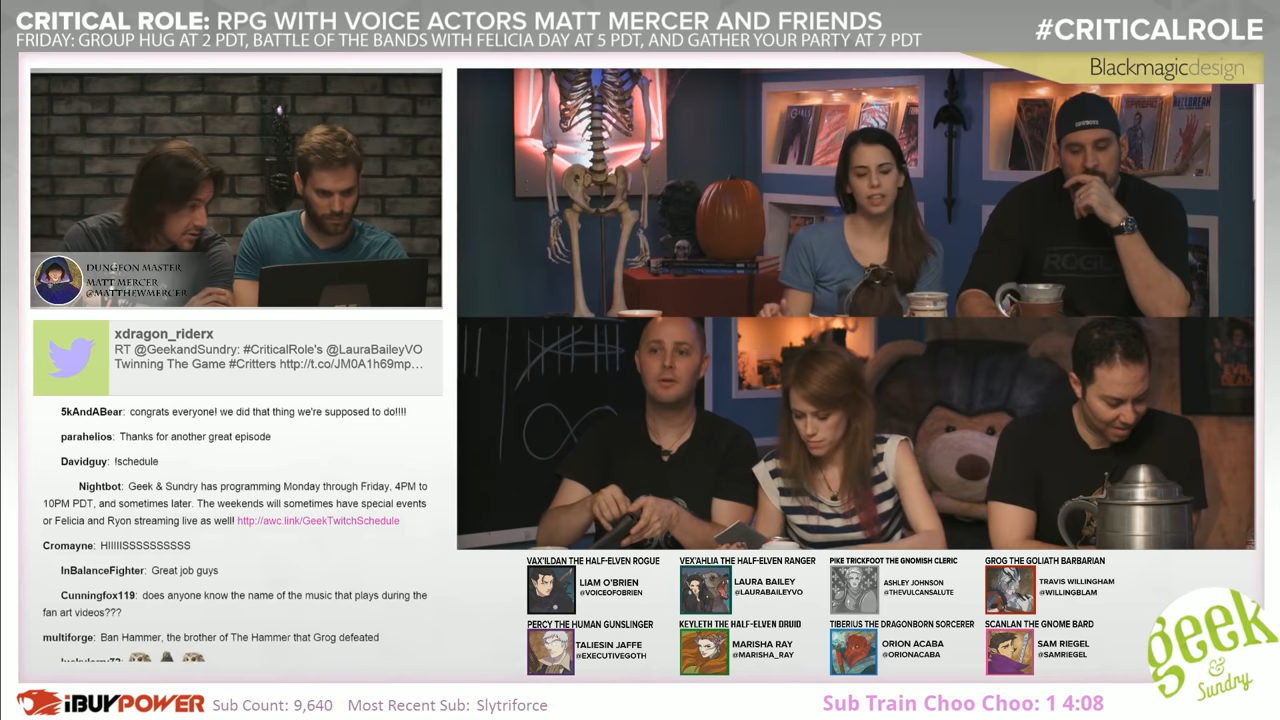 CRITICAL ROLE: RPG WITH VOICE ACTORS MATT MERCER AND FRIENDS
FRIDAY: GROUP HUG AT 2 PDT, BATTLE OF THE BANDS WITH FELICIA DAY AT 5 PDT, AND GATHER YOUR PARTY AT 7 PDT
#CRITICALROLE
Blackmagicdesign
DUNGEON MASTER
MATT MERCER
@MATTHEWMERCER
xdragon_riderx
RT @GeekandSundry: #CriticalRole's @LauraBaileyVO
Twinning The Game #Critters http://t.co/JM0A1h69mp…
5kAndABear: congrats everyone! we did that thing we're supposed to do!!!!
parahelios: Thanks for another great episode
Davidguy: !schedule
Nightbot: Geek & Sundry has programming Monday through Friday, 4PM to
10PM PDT, and sometimes later. The weekends will sometimes have special events
or Felicia and Ryon streaming live as well! http://awc.link/GeekTwitchSchedule
Cromayne: HIIIIISSSSSSSSSS
InBalanceFighter: Great job guys
Cunningfox119: does anyone know the name of the music that plays during the
fan art videos???
multiforge: Ban Hammer, the brother of The Hammer that Grog defeated
EVIL
DEAD
VAX'ILDAN THE HALF-ELVEN ROGUE
LIAM O'BRIEN
@VOICEOFOBRIEN
VEX'AHLIA THE HALF-ELVEN RANGER
LAURA BAILEY
@LAURABAILEYVO
PIKE TRICKFOOT THE GNOMISH CLERIC
ASHLEY JOHNSON
@THEVULCANSALUTE
GROG THE GOLIATH BARBARIAN
TRAVIS WILLINGHAM
@WILLINGBLAM
PERCY THE HUMAN GUNSLINGER
TALIESIN JAFFE
@EXECUTIVEGOTH
KEYLETH THE HALF-ELVEN DRUID
MARISHA RAY
@MARISHA_RAY
TIBERIUS THE DRAGONBORN SORCERER
ORION ACABA
@ORIONACABA
SCANLAN THE GNOME BARD
SAM RIEGEL
@SAMRIEGEL
geek
& Sundry
iBUYPOWER
Sub Count: 9,640 Most Recent Sub: Slytriforce
Sub Train Choo Choo: 1 4:08